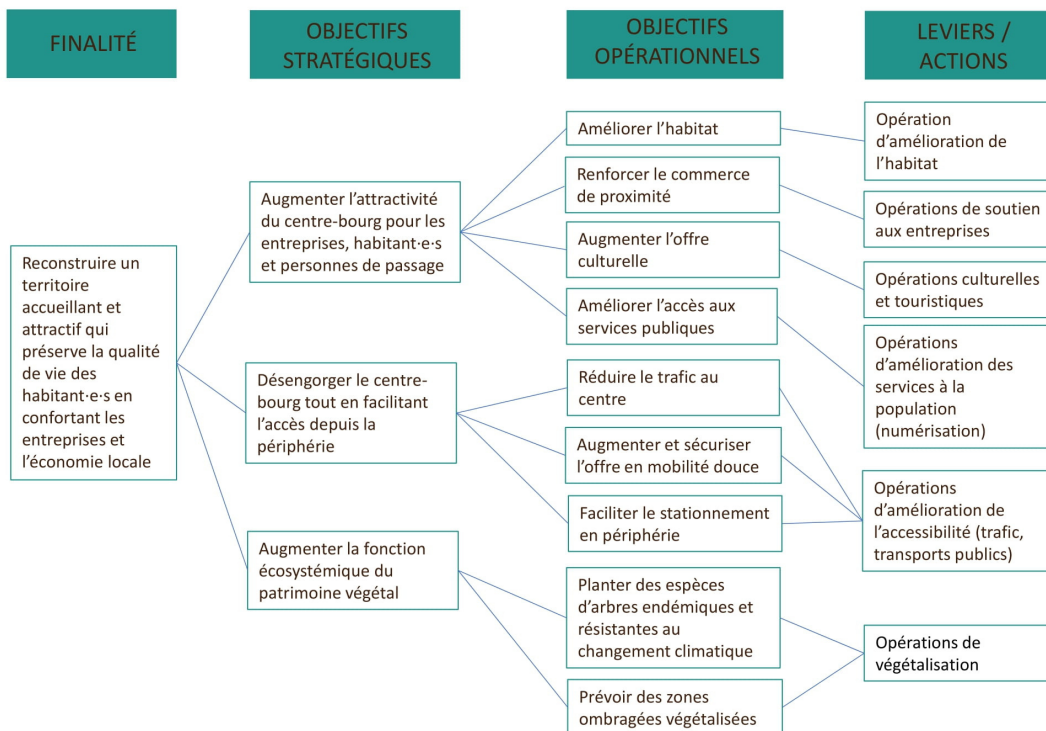 FINALITÉ
OBJECTIFS
STRATÉGIQUES
OBJECTIFS
OPÉRATIONNELS
LEVIERS /
ACTIONS
Reconstruire un
territoire
accueillant et
attractif qui
préserve la qualité
de vie des
habitant·e·s en
confortant les
entreprises et
l’économie locale
Augmenter l’attractivité
du centre-bourg pour les
entreprises, habitant·e·s
et personnes de passage
Désengorger le centre-
bourg tout en facilitant
l’accès depuis la
périphérie
Augmenter la fonction
écosystémique du
patrimoine végétal
Améliorer l’habitat
Renforcer le commerce
de proximité
Augmenter l’offre
culturelle
Améliorer l’accès aux
services publiques
Réduire le trafic au
centre
Augmenter et sécuriser
l’offre en mobilité douce
Faciliter le stationnement
en périphérie
Planter des espèces
d’arbres endémiques et
résistantes au
changement climatique
Prévoir des zones
ombragées végétalisées
Opération
d’amélioration de
l’habitat
Opérations de soutien
aux entreprises
Opérations culturelles
et touristiques
Opérations
d’amélioration des
services à la
population
(numérisation)
Opérations
d’amélioration de
l’accessibilité (trafic,
transports publics)
Opérations de
végétalisation